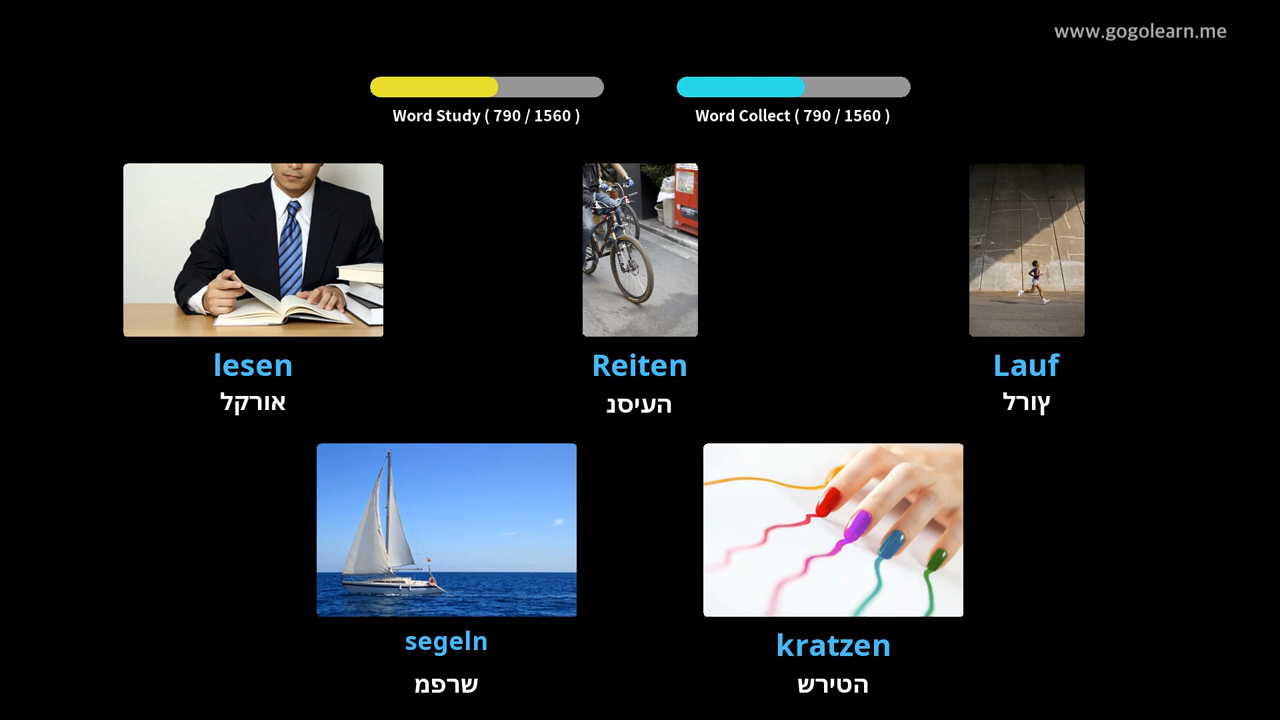 www.gogolearn.me
Word Study ( 790 / 1560 )
Word Collect ( 790 / 1560 )
lesen
אורקל
Reiten
העיסנ
Lauf
ץורל
segeln
שרפמ
kratzen
הטירש